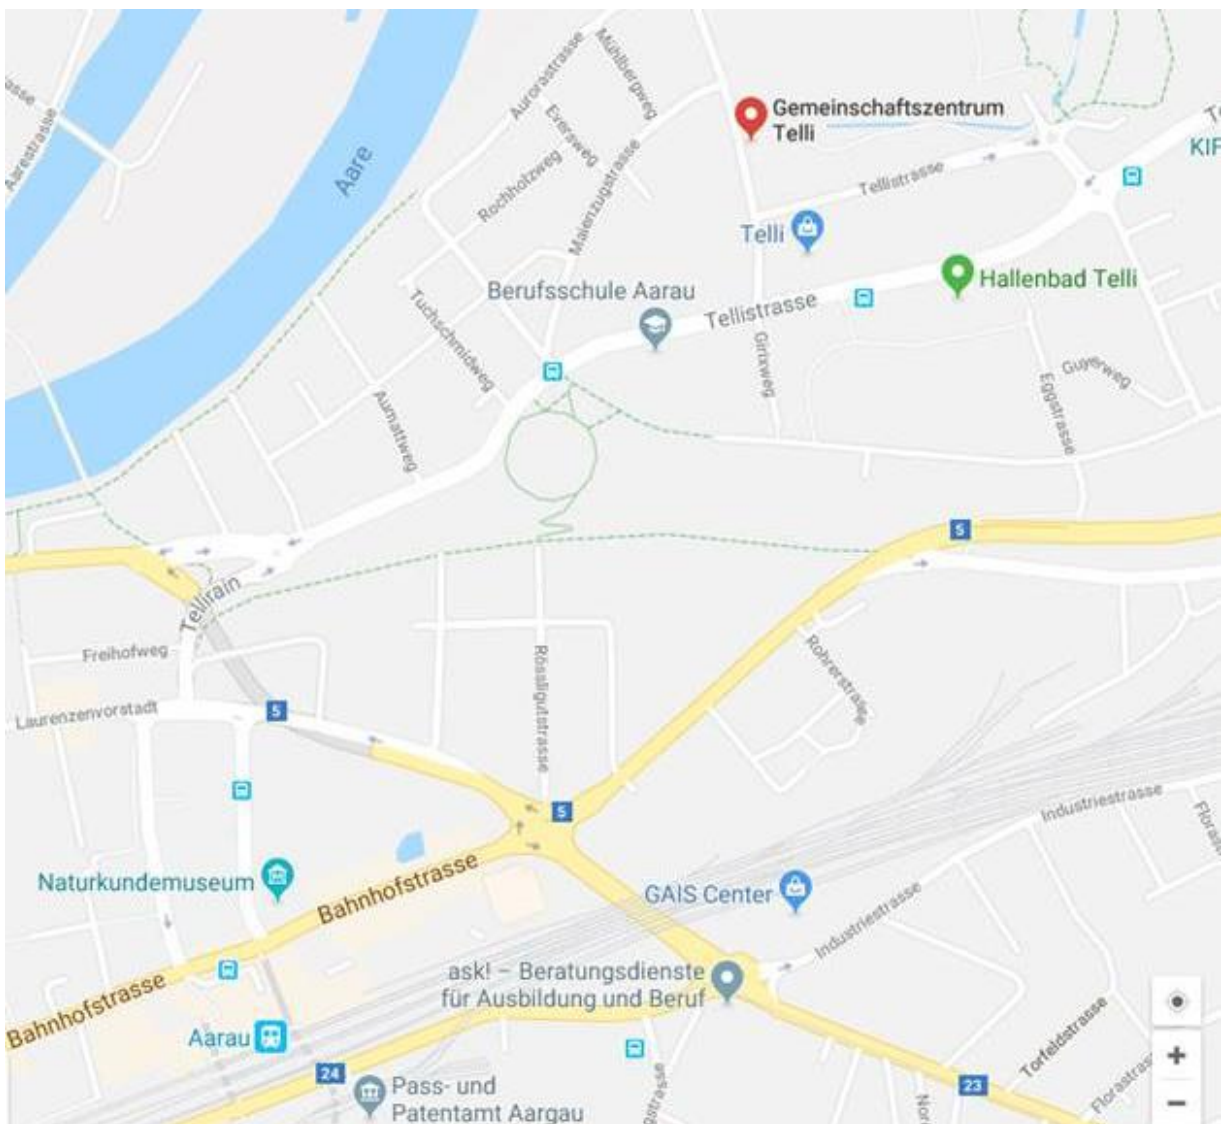 Aurorastrasse
Mühlbergweg
Eversweg
Rochholzweg
Maienzugstrasse
Aarestrasse
Aare
Gemeinschaftszentrum
Telli
Tellistrasse
Telli
Hallenbad Telli
Berufsschule Aarau
Tellistrasse
Tuchschmidweg
Girixweg
Guyerweg
Eggstrasse
Aumattweg
5
Tellirain
Freihofweg
Rössligutstrasse
Rohrerstrasse
Laurenzenvorstadt
5
5
Industriestrasse
Naturkundemuseum
Bahnhofstrasse
GAIS Center
Industriestrasse
ask! – Beratungsdienste
für Ausbildung und Beruf
Bahnhofstrasse
Aarau
24
Pass- und
Patentamt Aargau
23
Torfeldstrasse
+
−